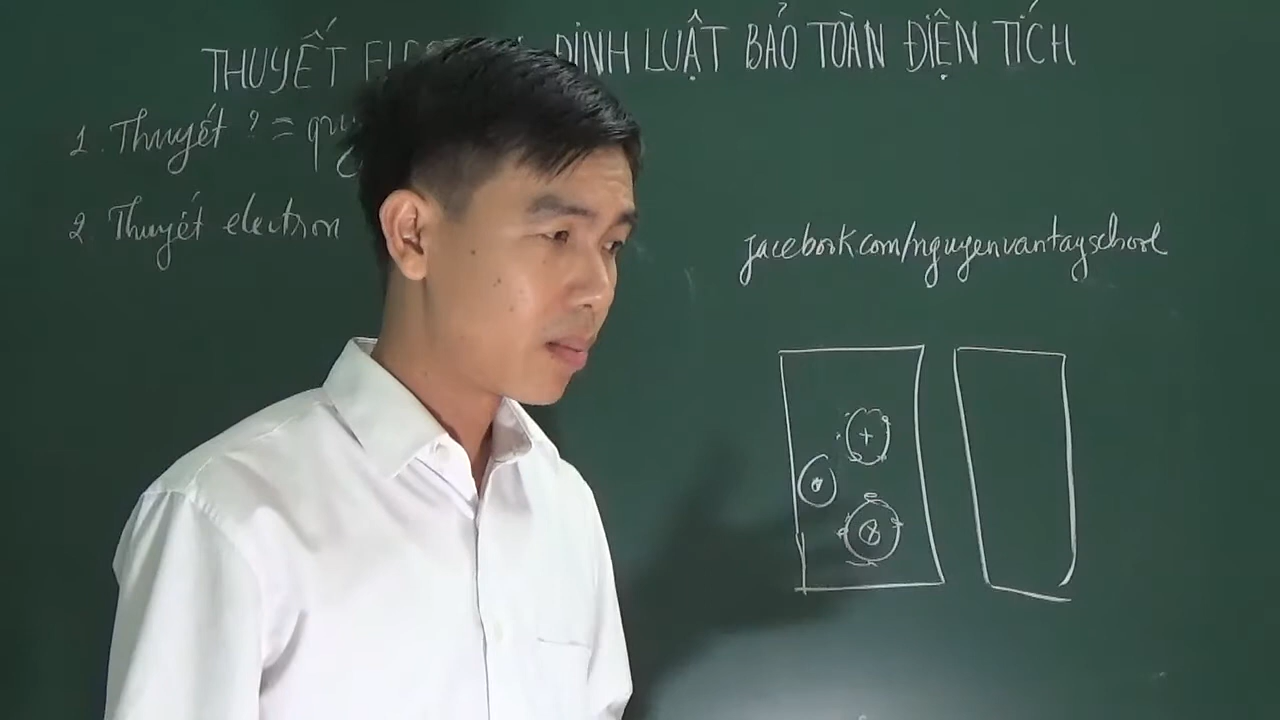 THUYẾT ĐỊNH LUẬT BẢO TOÀN ĐIỆN TÍCH
1. Thuyết ? =
2. Thuyết electron
facebook.com/nguyenvantayschool
+
+